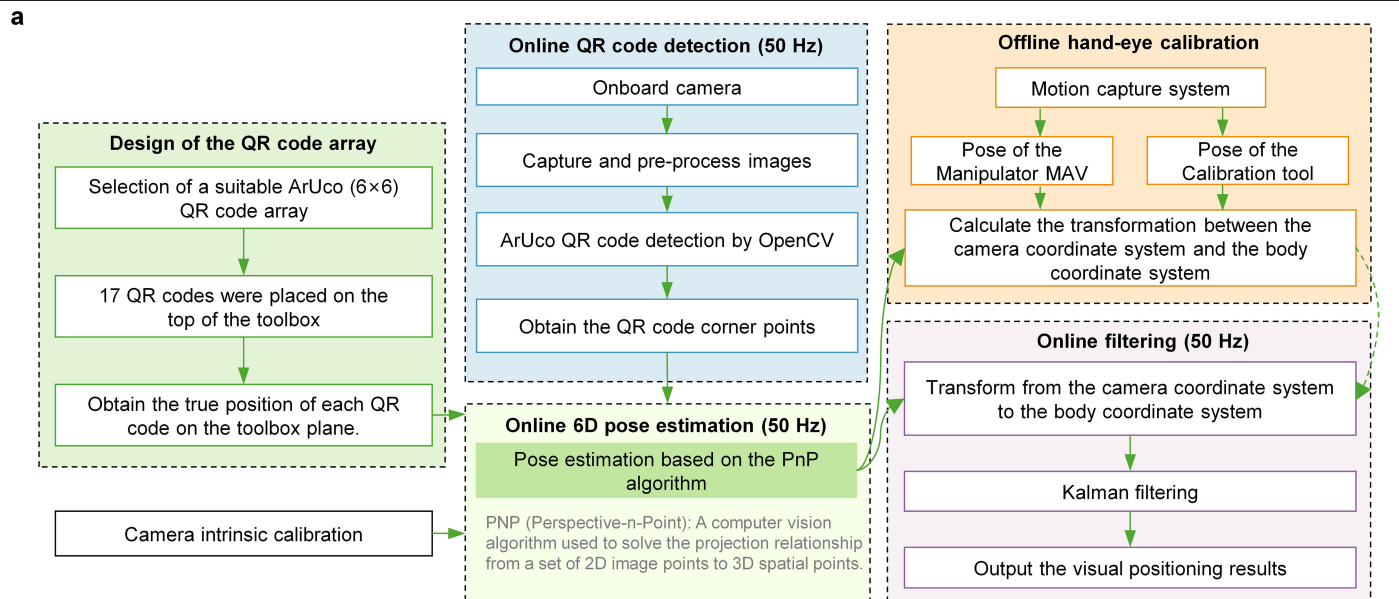 a
Design of the QR code array
Selection of a suitable ArUco (6×6)
QR code array
17 QR codes were placed on the
top of the toolbox
Obtain the true position of each QR
code on the toolbox plane.
Camera intrinsic calibration
Online QR code detection (50 Hz)
Onboard camera
Capture and pre-process images
ArUco QR code detection by OpenCV
Obtain the QR code corner points
Online 6D pose estimation (50 Hz)
Pose estimation based on the PnP
algorithm
PNP (Perspective-n-Point): A computer vision
algorithm used to solve the projection relationship
from a set of 2D image points to 3D spatial points.
Offline hand-eye calibration
Motion capture system
Pose of the
Manipulator MAV
Pose of the
Calibration tool
Calculate the transformation between the
camera coordinate system and the body
coordinate system
Online filtering (50 Hz)
Transform from the camera coordinate system
to the body coordinate system
Kalman filtering
Output the visual positioning results